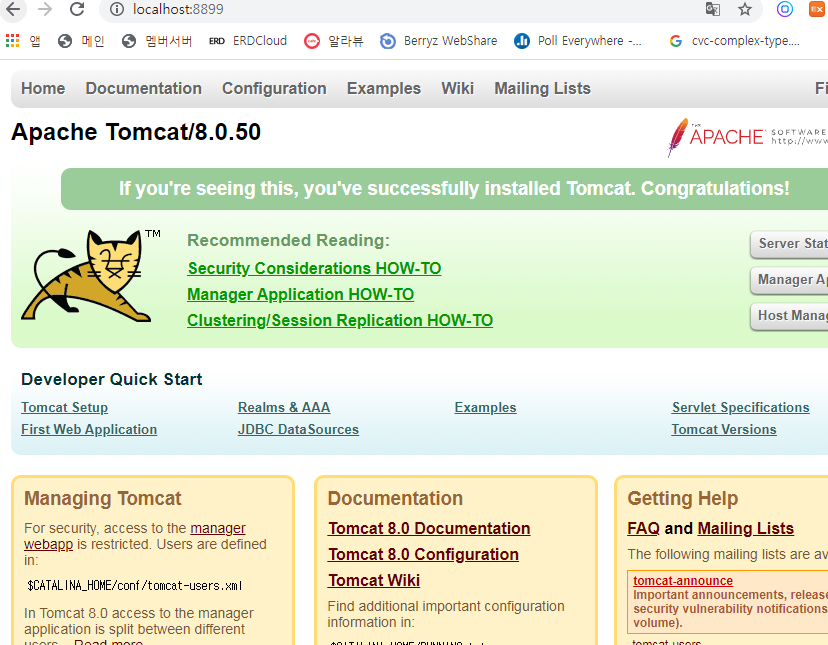 localhost:8899
앱 메인 멤버서버 ERD ERDCloud 알라뷰 Berryz WebShare Poll Everywhere -... cvc-complex-type....
Home Documentation Configuration Examples Wiki Mailing Lists Fi
Apache Tomcat/8.0.50
THE APACHE SOFTWARE
http://www
If you're seeing this, you've successfully installed Tomcat. Congratulations!
TM
Recommended Reading:
Security Considerations HOW-TO
Manager Application HOW-TO
Clustering/Session Replication HOW-TO
Server Stat
Manager Ap
Host Manag
Developer Quick Start
Tomcat Setup Realms & AAA Examples Servlet Specifications
First Web Application JDBC DataSources Tomcat Versions
Managing Tomcat
For security, access to the manager
webapp is restricted. Users are defined
in:
$CATALINA_HOME/conf/tomcat-users.xml
In Tomcat 8.0 access to the manager
application is split between different
users. Read more
Documentation
Tomcat 8.0 Documentation
Tomcat 8.0 Configuration
Tomcat Wiki
Find additional important configuration
information in:
Getting Help
FAQ and Mailing Lists
The following mailing lists are av
tomcat-announce
Important announcements, release
security vulnerability notifications
volume).
tomcat-users